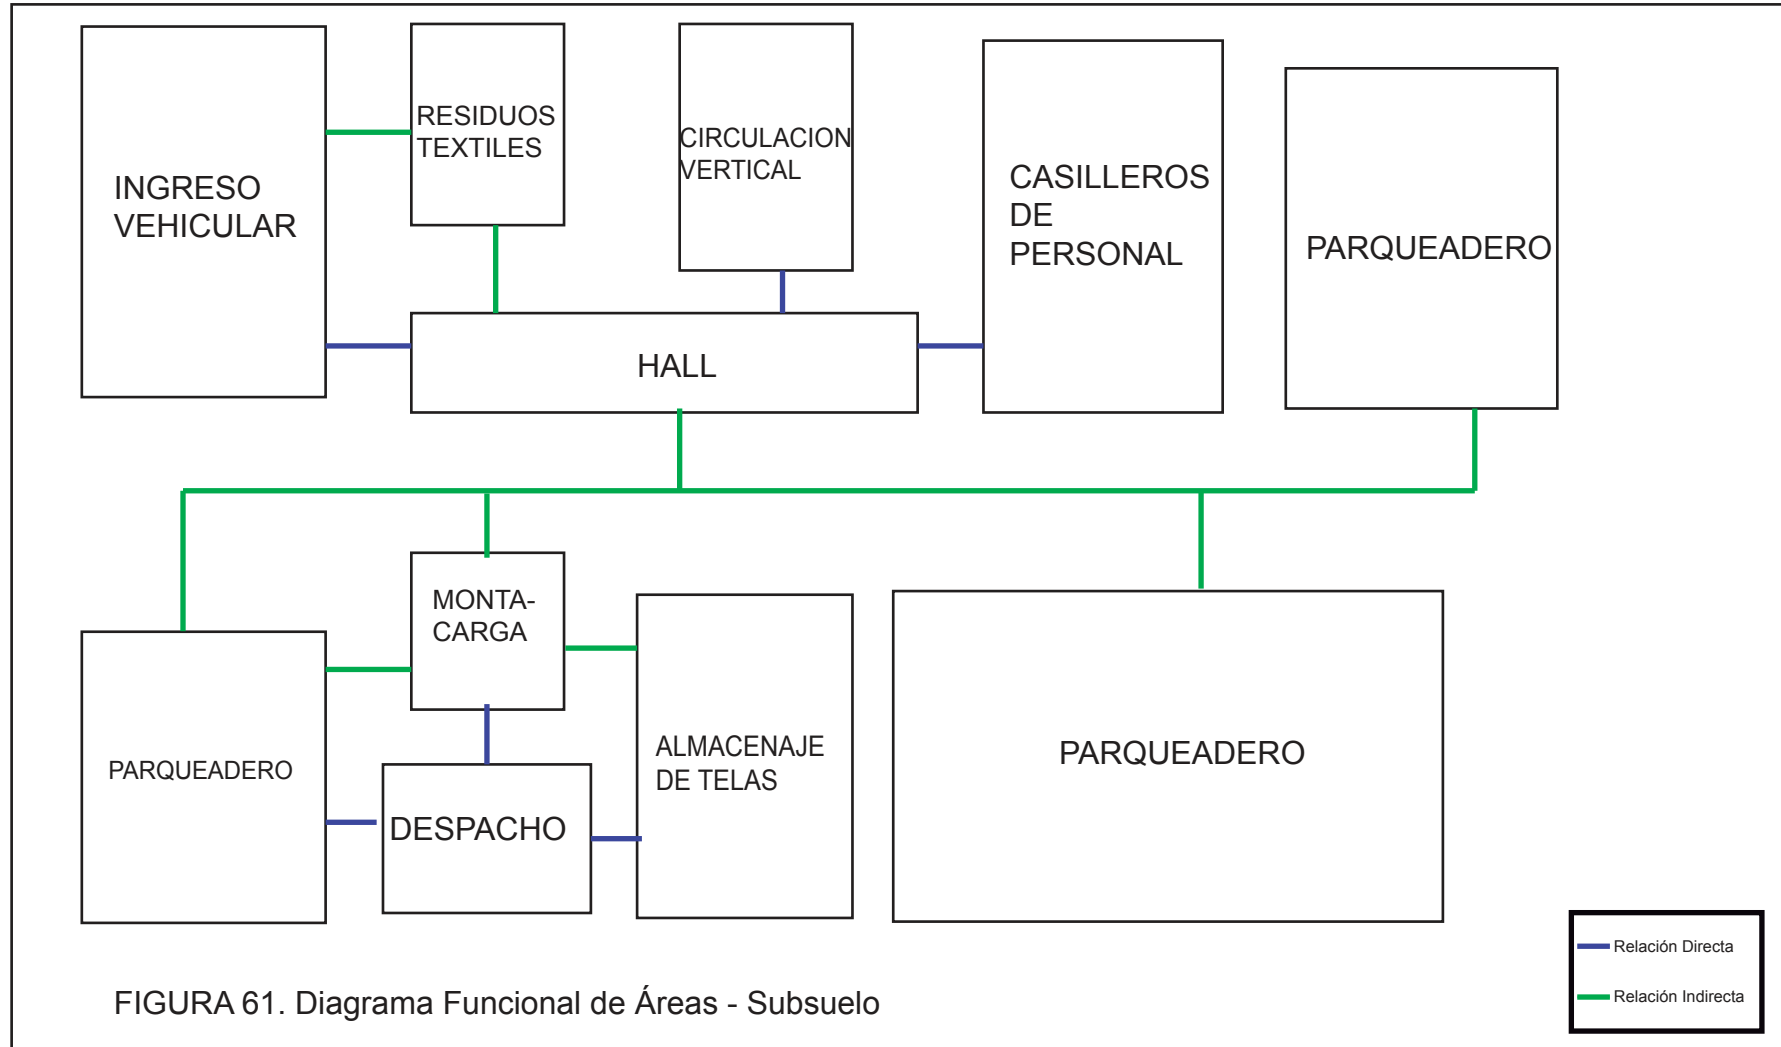 INGRESO
VEHICULAR
RESIDUOS
TEXTILES
CIRCULACION
VERTICAL
CASILLEROS
DE
PERSONAL
PARQUEADERO
HALL
MONTA-
CARGA
PARQUEADERO
DESPACHO
ALMACENAJE
DE TELAS
PARQUEADERO
Relación Directa
Relación Indirecta
FIGURA 61. Diagrama Funcional de Áreas - Subsuelo